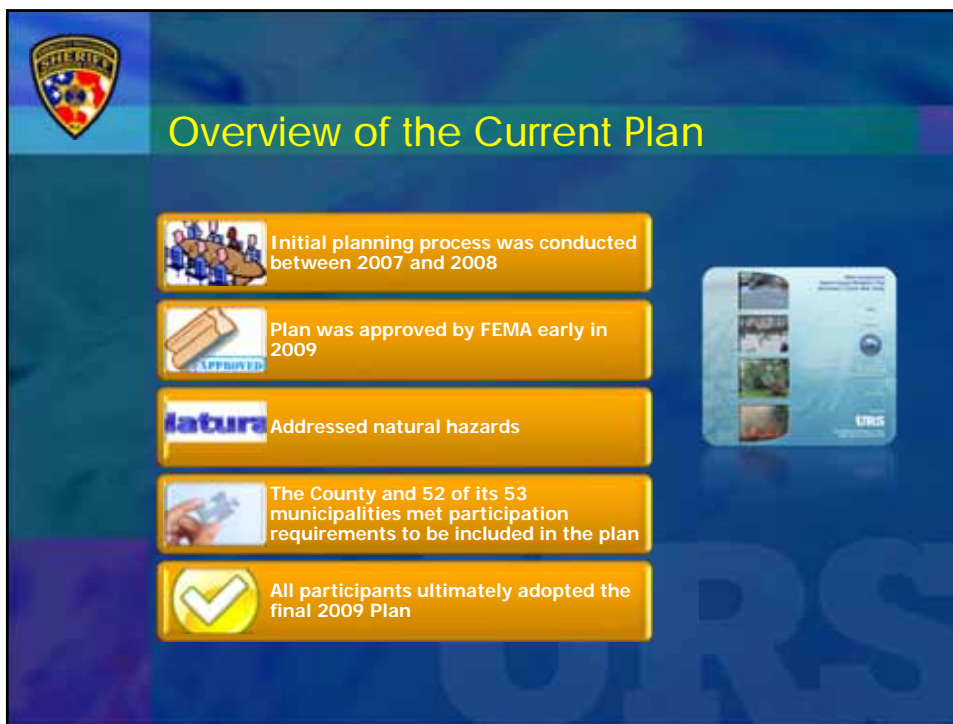 SHERIFF
Overview of the Current Plan
Initial planning process was conducted
between 2007 and 2008
Plan was approved by FEMA early in
2009
APPROVED
Natura
Addressed natural hazards
The County and 52 of its 53
municipalities met participation
requirements to be included in the plan
All participants ultimately adopted the
final 2009 Plan
URS
URS